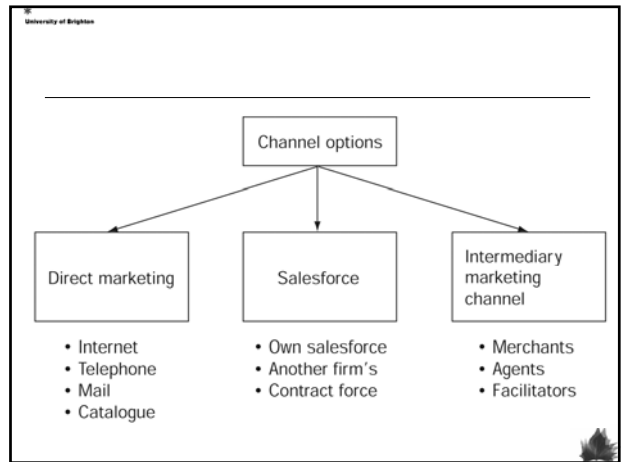 University of Brighton
Channel options
Direct marketing
Salesforce
Intermediary
marketing
channel
• Internet
• Telephone
• Mail
• Catalogue
• Own salesforce
• Another firm´s
• Contract force
• Merchants
• Agents
• Facilitators